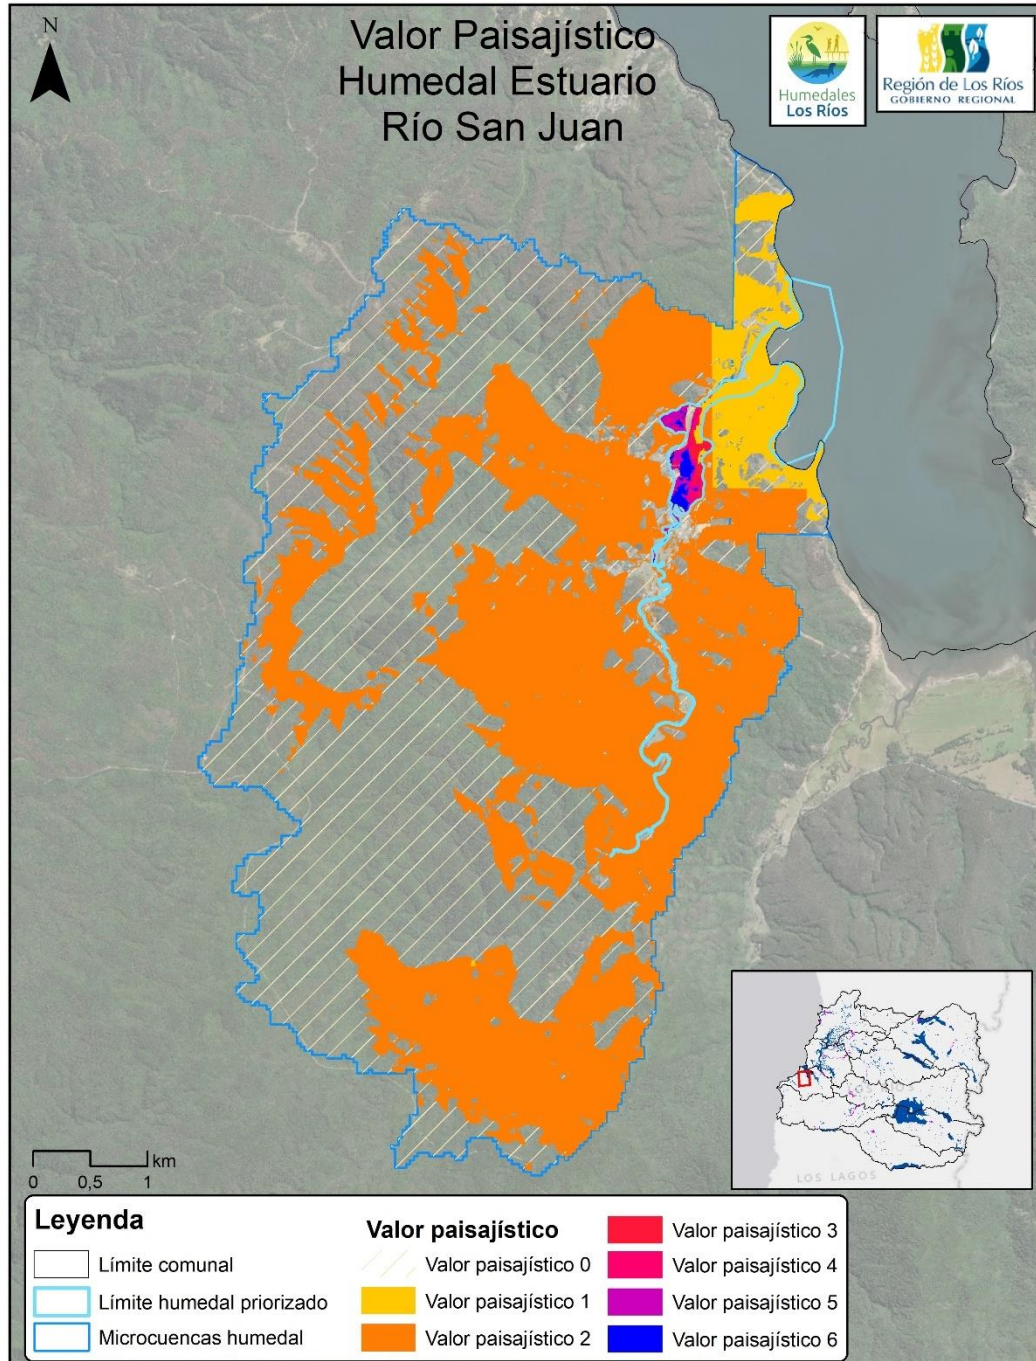 N
Valor Paisajístico
Humedal Estuario
Río San Juan
Humedales
Los Ríos
Región de Los Ríos
GOBIERNO REGIONAL
LOS LAGOS
km
0 0,5 1
Leyenda
Límite comunal
Límite humedal priorizado
Microcuencas humedal
Valor paisajístico
Valor paisajístico 0
Valor paisajístico 1
Valor paisajístico 2
Valor paisajístico 3
Valor paisajístico 4
Valor paisajístico 5
Valor paisajístico 6